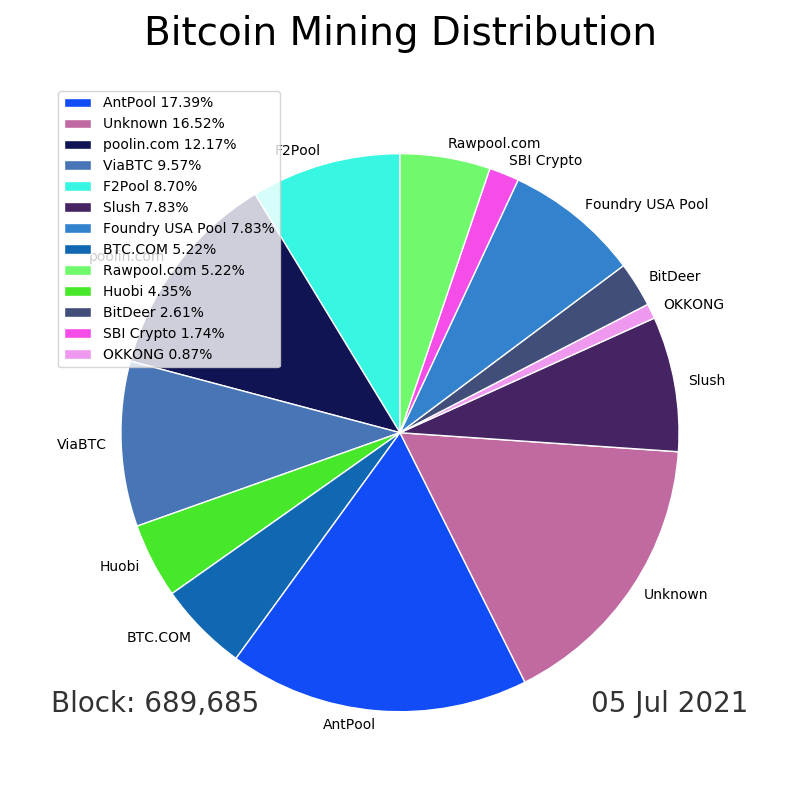 Bitcoin Mining Distribution
AntPool 17.39%
Unknown 16.52%
poolin.com 12.17%
ViaBTC 9.57%
F2Pool 8.70%
Slush 7.83%
Foundry USA Pool 7.83%
BTC.COM 5.22%
Rawpool.com 5.22%
Huobi 4.35%
BitDeer 2.61%
SBI Crypto 1.74%
OKKONG 0.87%
F2Pool
Rawpool.com
SBI Crypto
Foundry USA Pool
poolin.com
BitDeer
OKKONG
Slush
ViaBTC
Huobi
Unknown
BTC.COM
AntPool
Block: 689,685
05 Jul 2021